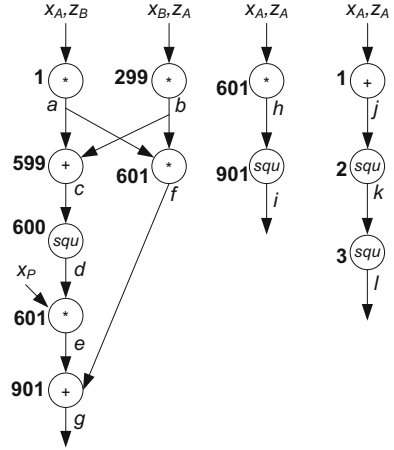 x_A,z_B x_B,z_A x_A,z_A x_A,z_A
1 * 299 * 601 * 1 +
a b h j
599 + 601 * 901 squ 2 squ
c f i k
600 squ 3 squ
d l
x_P
601 *
e
901 +
g